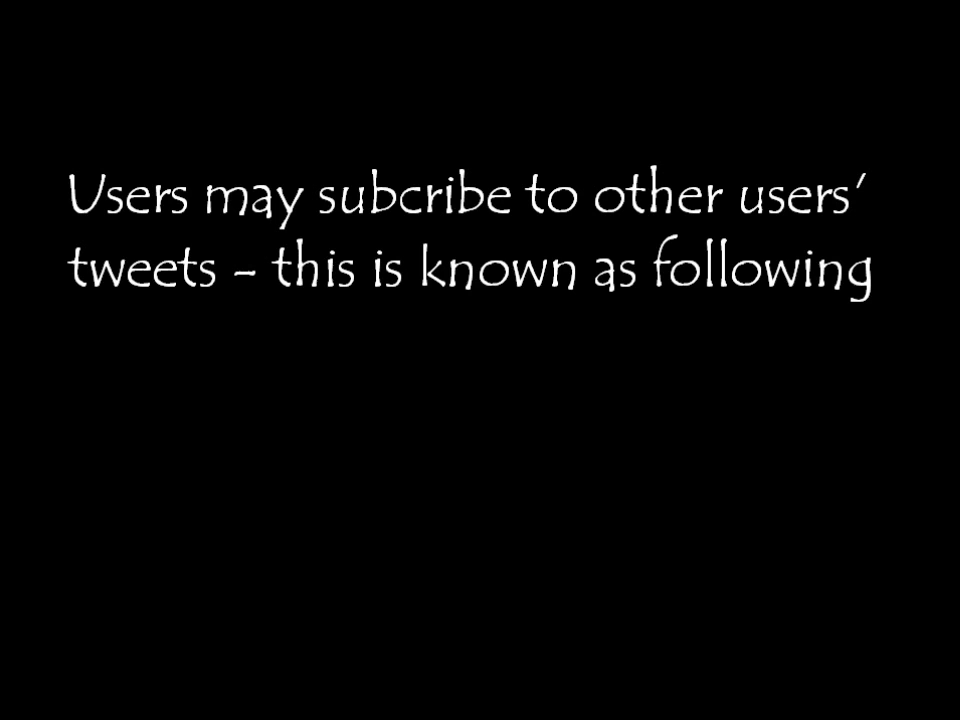 Users may subcribe to other users'
tweets - this is known as following